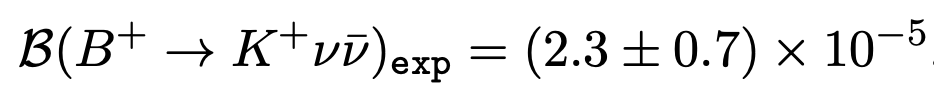 ℬ(B⁺ → K⁺νν̄)ₑₓₚ = (2.3 ± 0.7) × 10⁻⁵.